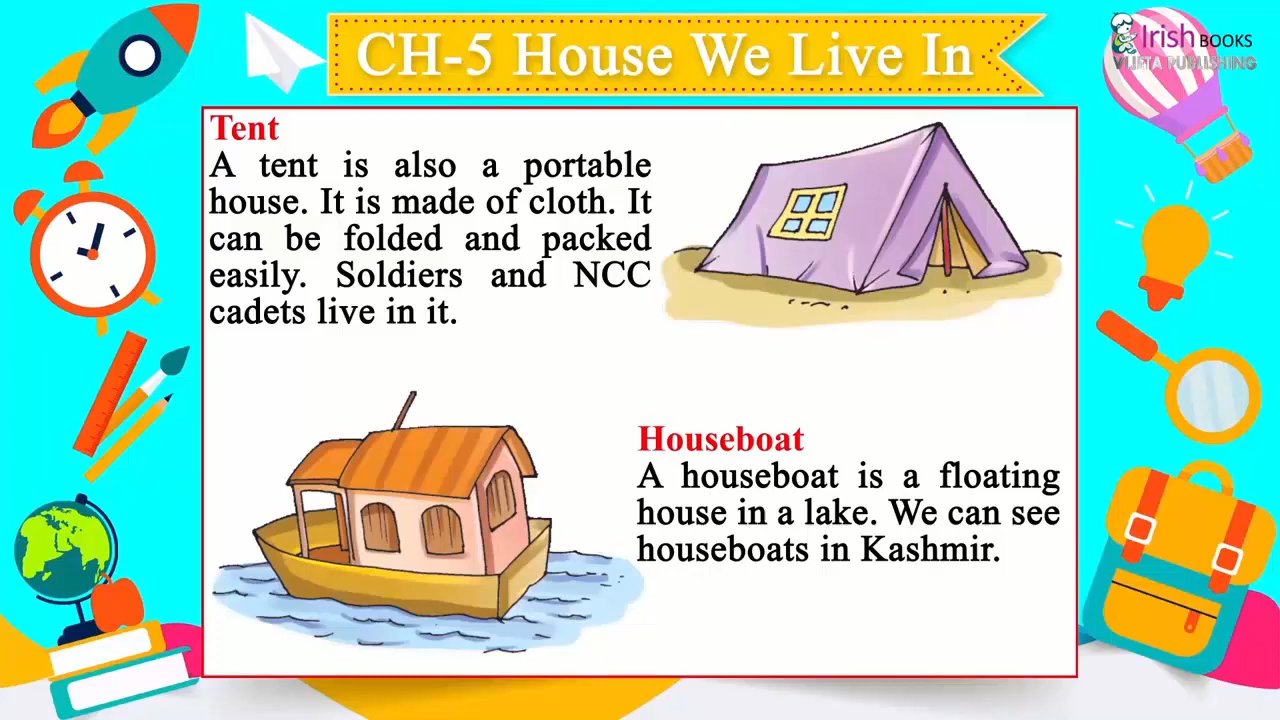 CH-5 House We Live In
Irish BOOKS
VIJETA PUBLISHING
Tent
A tent is also a portable
house. It is made of cloth. It
can be folded and packed
easily. Soldiers and NCC
cadets live in it.
Houseboat
A houseboat is a floating
house in a lake. We can see
houseboats in Kashmir.